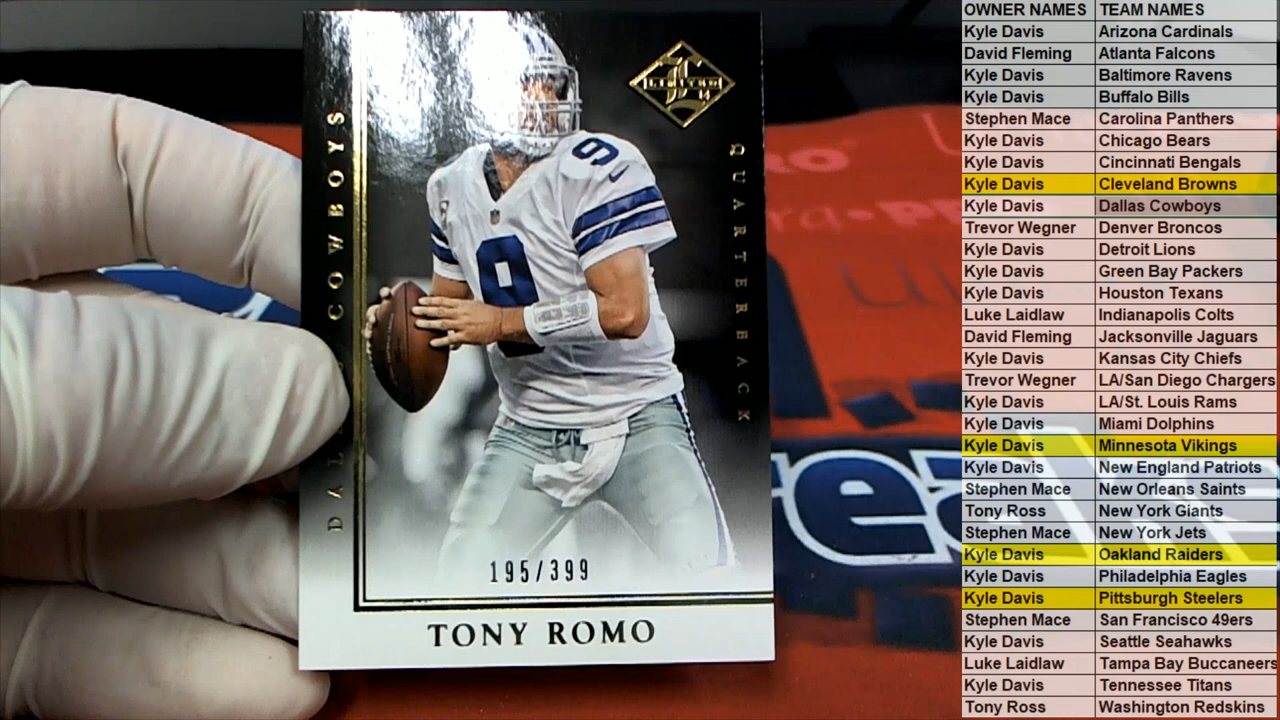 DALLAS COWBOYS
LIMITED
QUARTERBACK
9
9
195/399
TONY ROMO
OWNER NAMES TEAM NAMES
Kyle Davis Arizona Cardinals
David Fleming Atlanta Falcons
Kyle Davis Baltimore Ravens
Kyle Davis Buffalo Bills
Stephen Mace Carolina Panthers
Kyle Davis Chicago Bears
Kyle Davis Cincinnati Bengals
Kyle Davis Cleveland Browns
Kyle Davis Dallas Cowboys
Trevor Wegner Denver Broncos
Kyle Davis Detroit Lions
Kyle Davis Green Bay Packers
Kyle Davis Houston Texans
Luke Laidlaw Indianapolis Colts
David Fleming Jacksonville Jaguars
Kyle Davis Kansas City Chiefs
Trevor Wegner LA/San Diego Chargers
Kyle Davis LA/St. Louis Rams
Kyle Davis Miami Dolphins
Kyle Davis Minnesota Vikings
Kyle Davis New England Patriots
Stephen Mace New Orleans Saints
Tony Ross New York Giants
Stephen Mace New York Jets
Kyle Davis Oakland Raiders
Kyle Davis Philadelphia Eagles
Kyle Davis Pittsburgh Steelers
Stephen Mace San Francisco 49ers
Kyle Davis Seattle Seahawks
Luke Laidlaw Tampa Bay Buccaneers
Kyle Davis Tennessee Titans
Tony Ross Washington Redskins